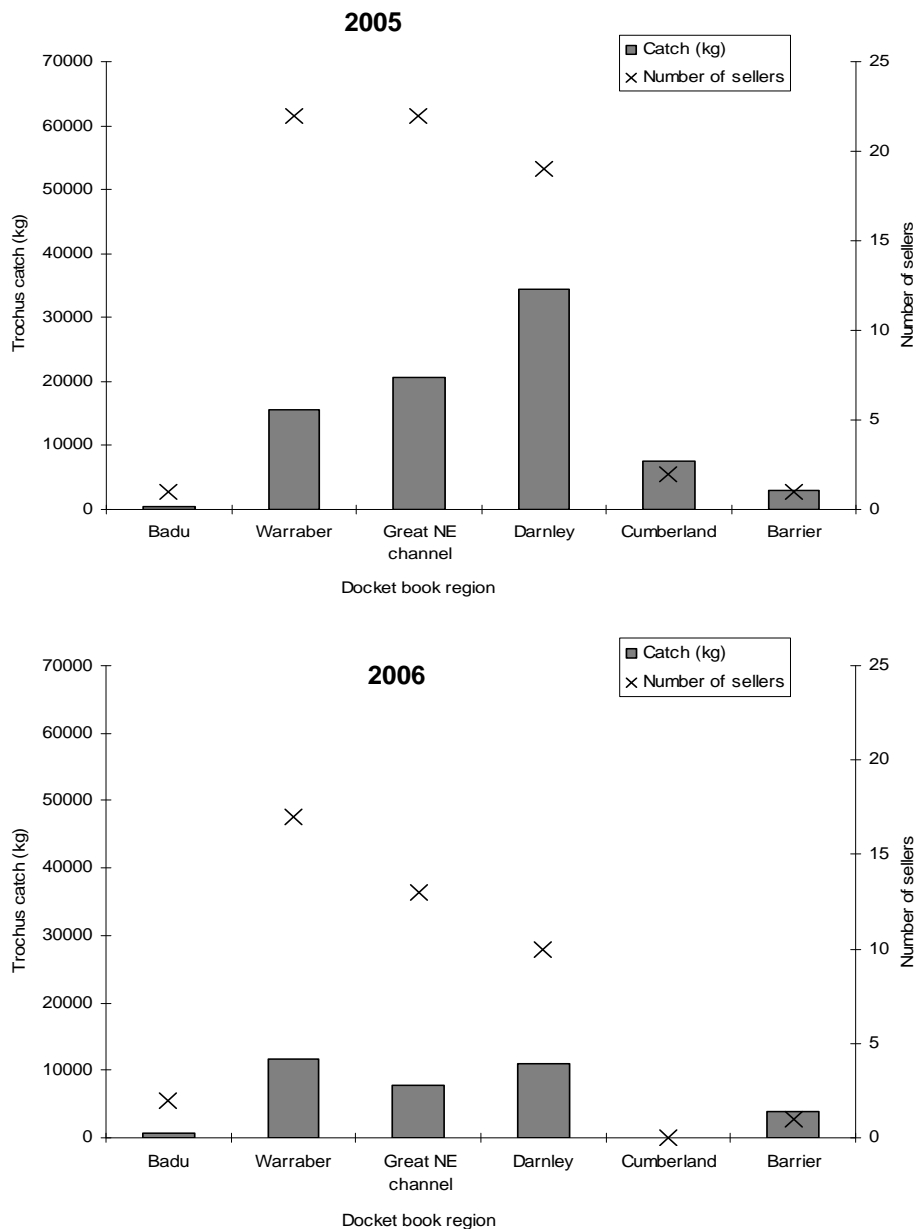 2005
Catch (kg)
Number of sellers
70000
60000
50000
40000
30000
20000
10000
0
Trochus catch (kg)
25
20
15
10
5
0
Number of sellers
Badu Warraber Great NE Darnley Cumberland Barrier
channel
Docket book region
2006
Catch (kg)
Number of sellers
70000
60000
50000
40000
30000
20000
10000
0
Trochus catch (kg)
25
20
15
10
5
0
Number of sellers
Badu Warraber Great NE Darnley Cumberland Barrier
channel
Docket book region